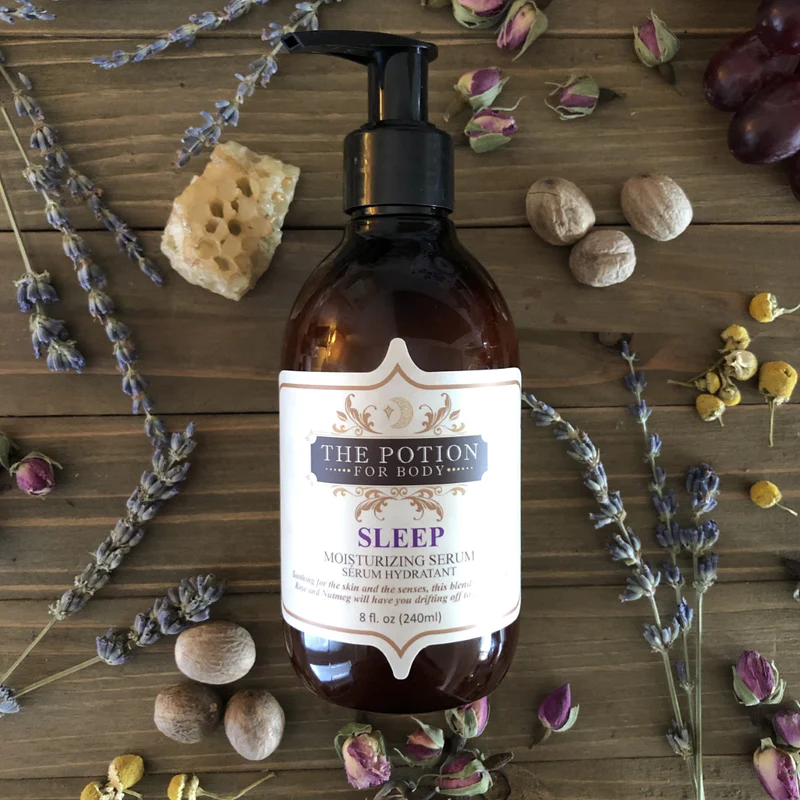 THE POTION
FOR BODY
SLEEP
MOISTURIZING SERUM
SÉRUM HYDRATANT
Soothing for the skin and the senses, this blend
Rose and Nutmeg will have you drifting off to
8 fl. oz (240ml)